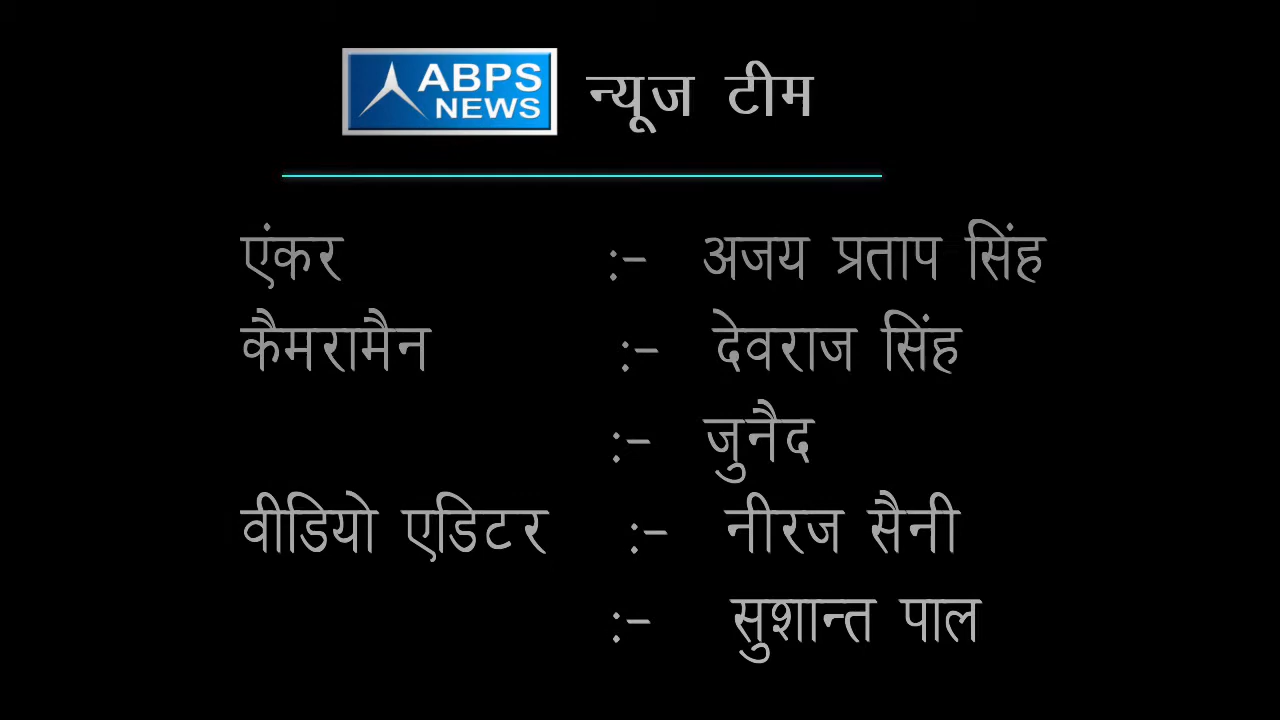 ABPS NEWS न्यूज टीम
एंकर :- अजय प्रताप सिंह
कैमरामैन :- देवराज सिंह
:- जुनैद
वीडियो एडिटर :- नीरज सैनी
:- सुशान्त पाल